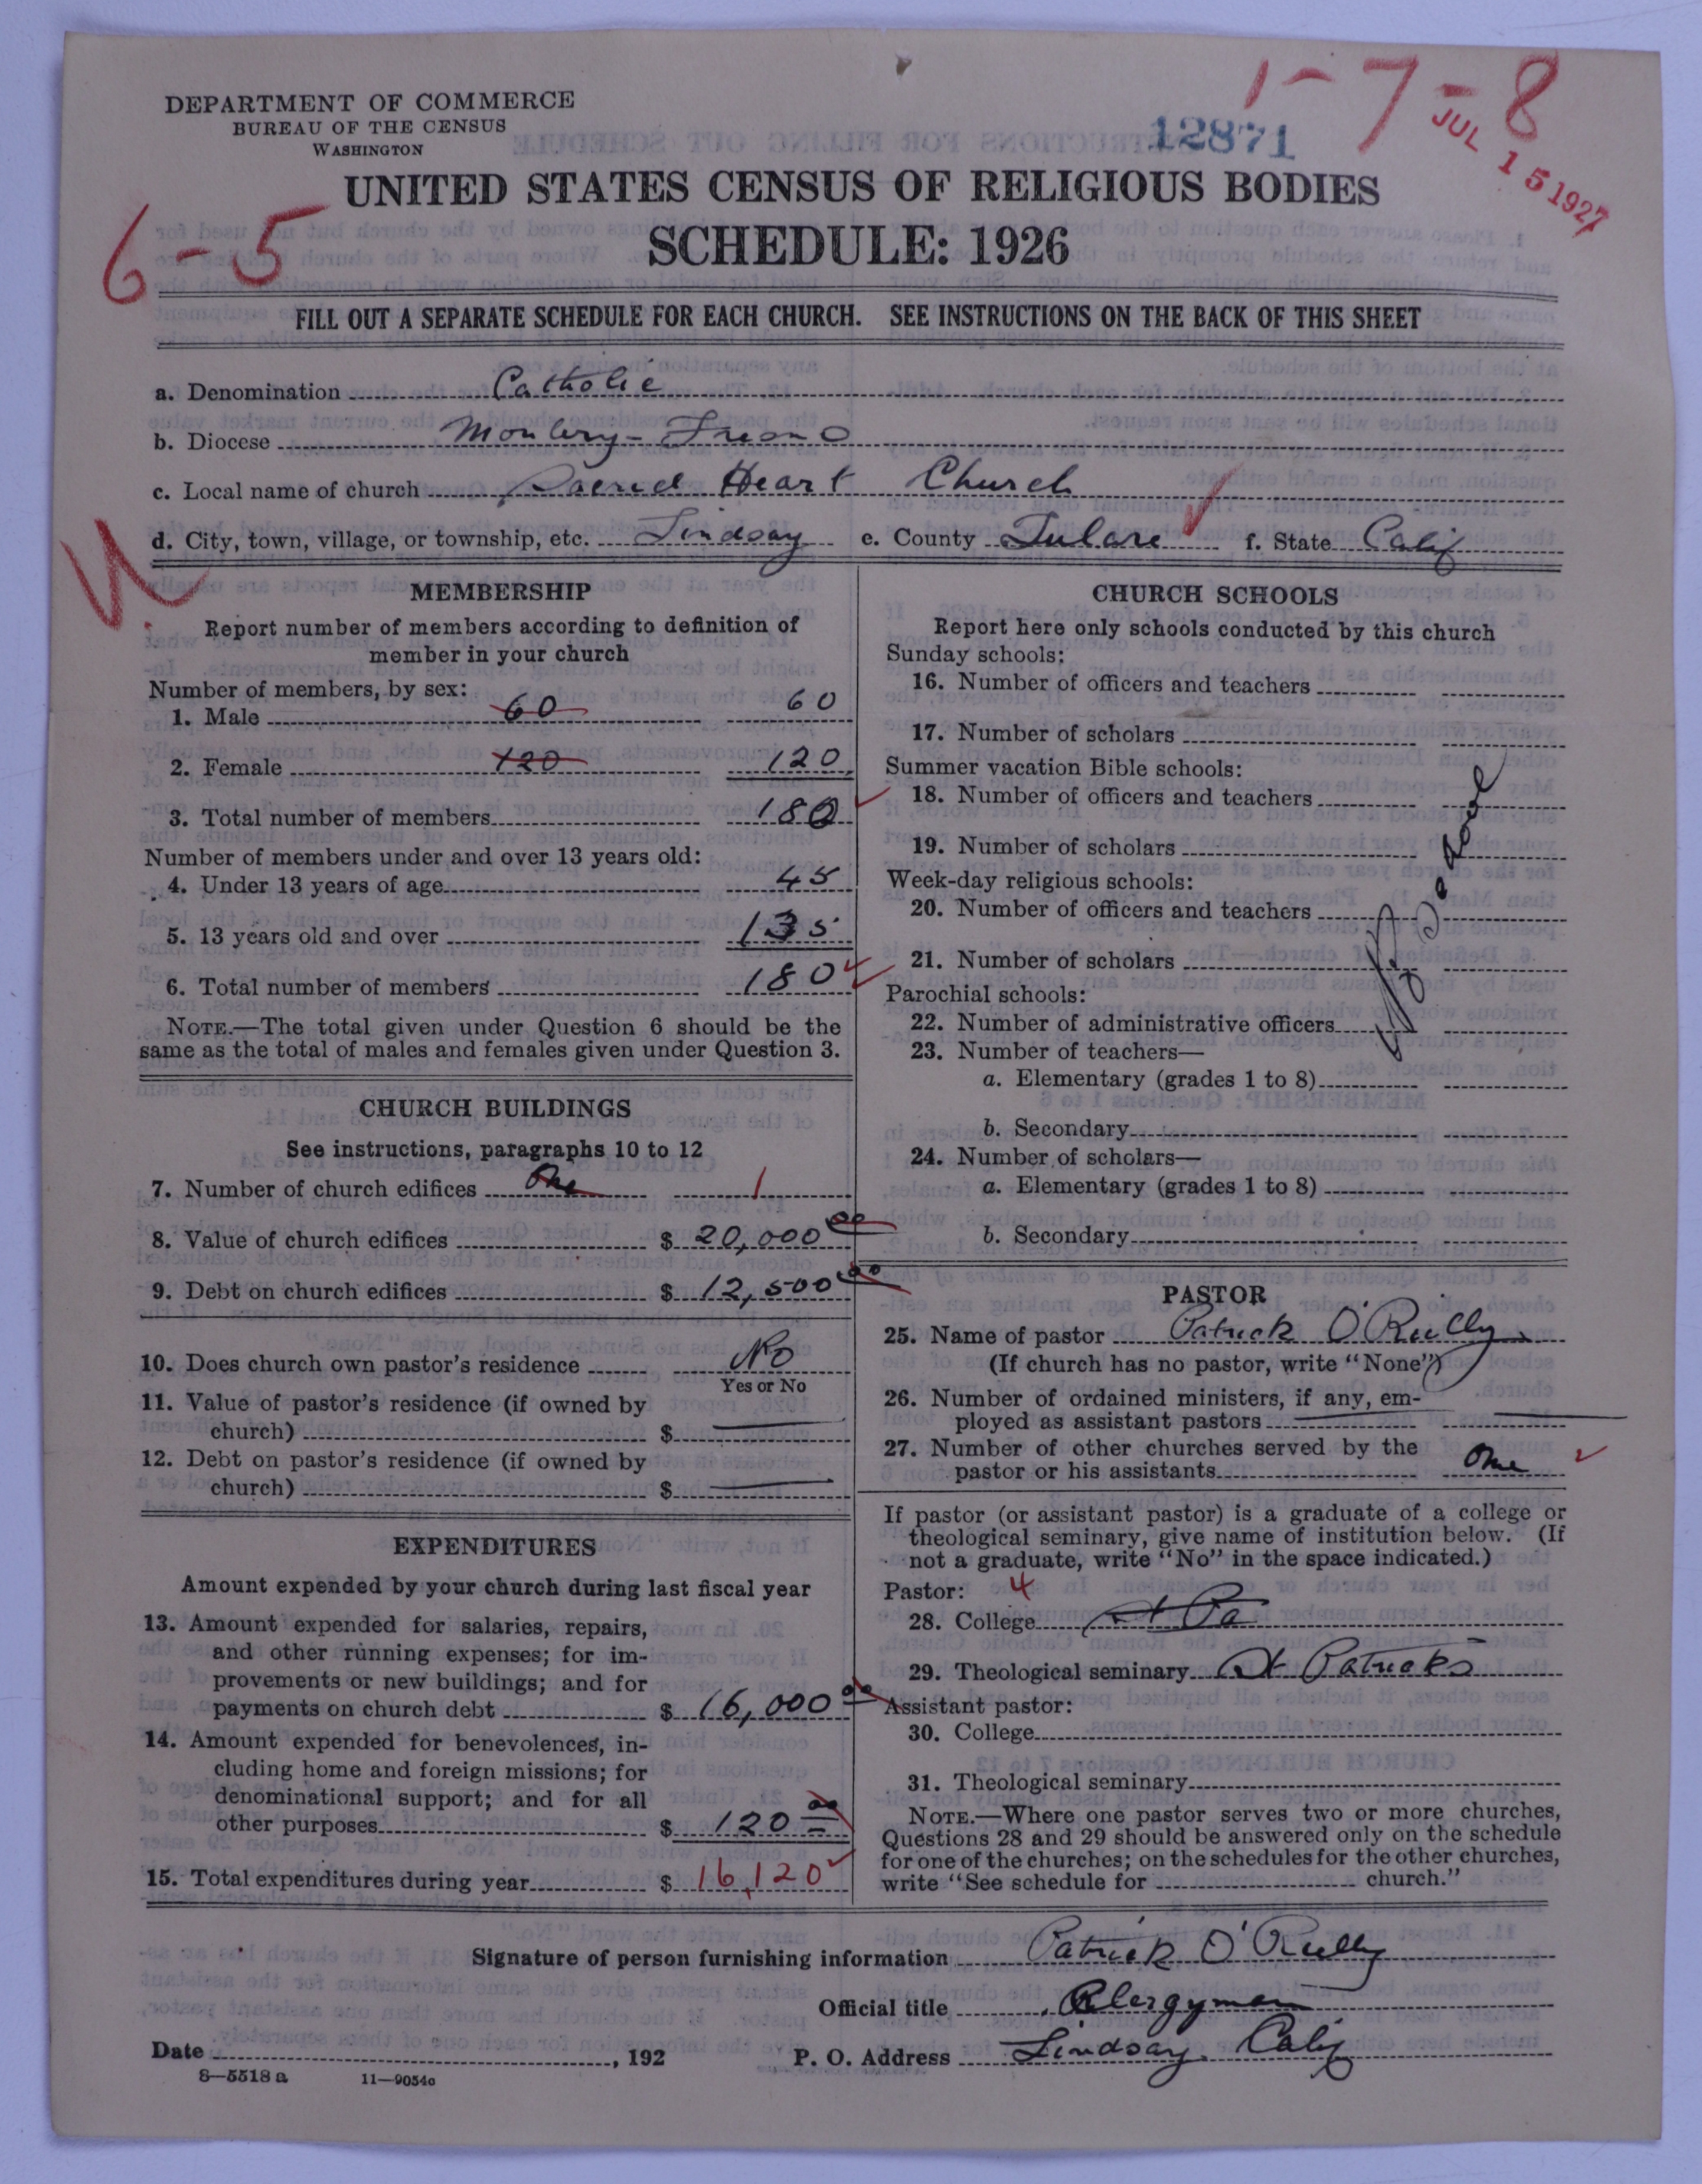 1-7-8
DEPARTMENT OF COMMERCE
BUREAU OF THE CENSUS
WASHINGTON
12871
JUL 15 1927
UNITED STATES CENSUS OF RELIGIOUS BODIES
6-5
SCHEDULE: 1926
FILL OUT A SEPARATE SCHEDULE FOR EACH CHURCH. SEE INSTRUCTIONS ON THE BACK OF THIS SHEET
a. Denomination Catholic
b. Diocese Montery-Fresno
c. Local name of church Sacred Heart Church
d. City, town, village, or township, etc. Lindsay e. County Tulare f. State Calif
MEMBERSHIP
Report number of members according to definition of
member in your church
Number of members, by sex:
1. Male 60 60
2. Female 120 120
3. Total number of members 180
Number of members under and over 13 years old:
4. Under 13 years of age 45
5. 13 years old and over 135
6. Total number of members 180
NOTE.—The total given under Question 6 should be the
same as the total of males and females given under Question 3.
CHURCH BUILDINGS
See instructions, paragraphs 10 to 12
7. Number of church edifices One 1
8. Value of church edifices $ 20,000 00
9. Debt on church edifices $ 12,500 00
10. Does church own pastor's residence No
Yes or No
11. Value of pastor's residence (if owned by
church) $
12. Debt on pastor's residence (if owned by
church) $
EXPENDITURES
Amount expended by your church during last fiscal year
13. Amount expended for salaries, repairs,
and other running expenses; for im-
provements or new buildings; and for
payments on church debt $ 16,000 00
14. Amount expended for benevolences, in-
cluding home and foreign missions; for
denominational support; and for all
other purposes $ 120 00
15. Total expenditures during year $ 16,120
CHURCH SCHOOLS
Report here only schools conducted by this church
Sunday schools:
16. Number of officers and teachers
17. Number of scholars
Summer vacation Bible schools:
18. Number of officers and teachers
19. Number of scholars
Week-day religious schools:
20. Number of officers and teachers
21. Number of scholars
Parochial schools:
22. Number of administrative officers
23. Number of teachers—
a. Elementary (grades 1 to 8)
b. Secondary
24. Number of scholars—
a. Elementary (grades 1 to 8)
b. Secondary
PASTOR
25. Name of pastor Patrick O'Reilly
(If church has no pastor, write "None")
26. Number of ordained ministers, if any, em-
ployed as assistant pastors
27. Number of other churches served by the
pastor or his assistants One
If pastor (or assistant pastor) is a graduate of a college or
theological seminary, give name of institution below. (If
not a graduate, write "No" in the space indicated.)
Pastor: 4
28. College St Pa
29. Theological seminary St Patricks
Assistant pastor:
30. College
31. Theological seminary
NOTE.—Where one pastor serves two or more churches,
Questions 28 and 29 should be answered only on the schedule
for one of the churches; on the schedules for the other churches,
write "See schedule for church."
Signature of person furnishing information Patrick O'Reilly
Official title Clergyman
Date , 192 P. O. Address Lindsay Calif
8—5518 a 11—9054c